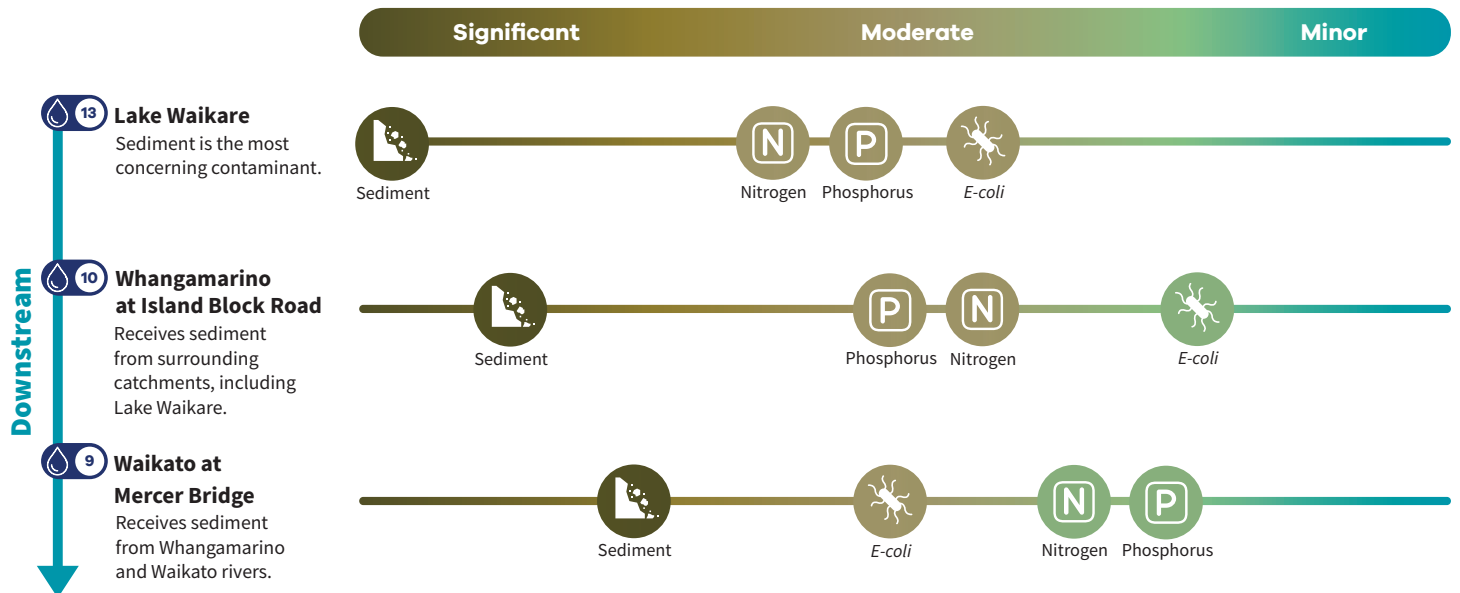 Significant Moderate Minor
13 Lake Waikare
Sediment is the most
concerning contaminant.
N P
Sediment Nitrogen Phosphorus E-coli
Downstream
10 Whangamarino
at Island Block Road
Receives sediment
from surrounding
catchments, including
Lake Waikare.
P N
Sediment Phosphorus Nitrogen E-coli
9 Waikato at
Mercer Bridge
Receives sediment
from Whangamarino
and Waikato rivers.
N P
Sediment E-coli Nitrogen Phosphorus